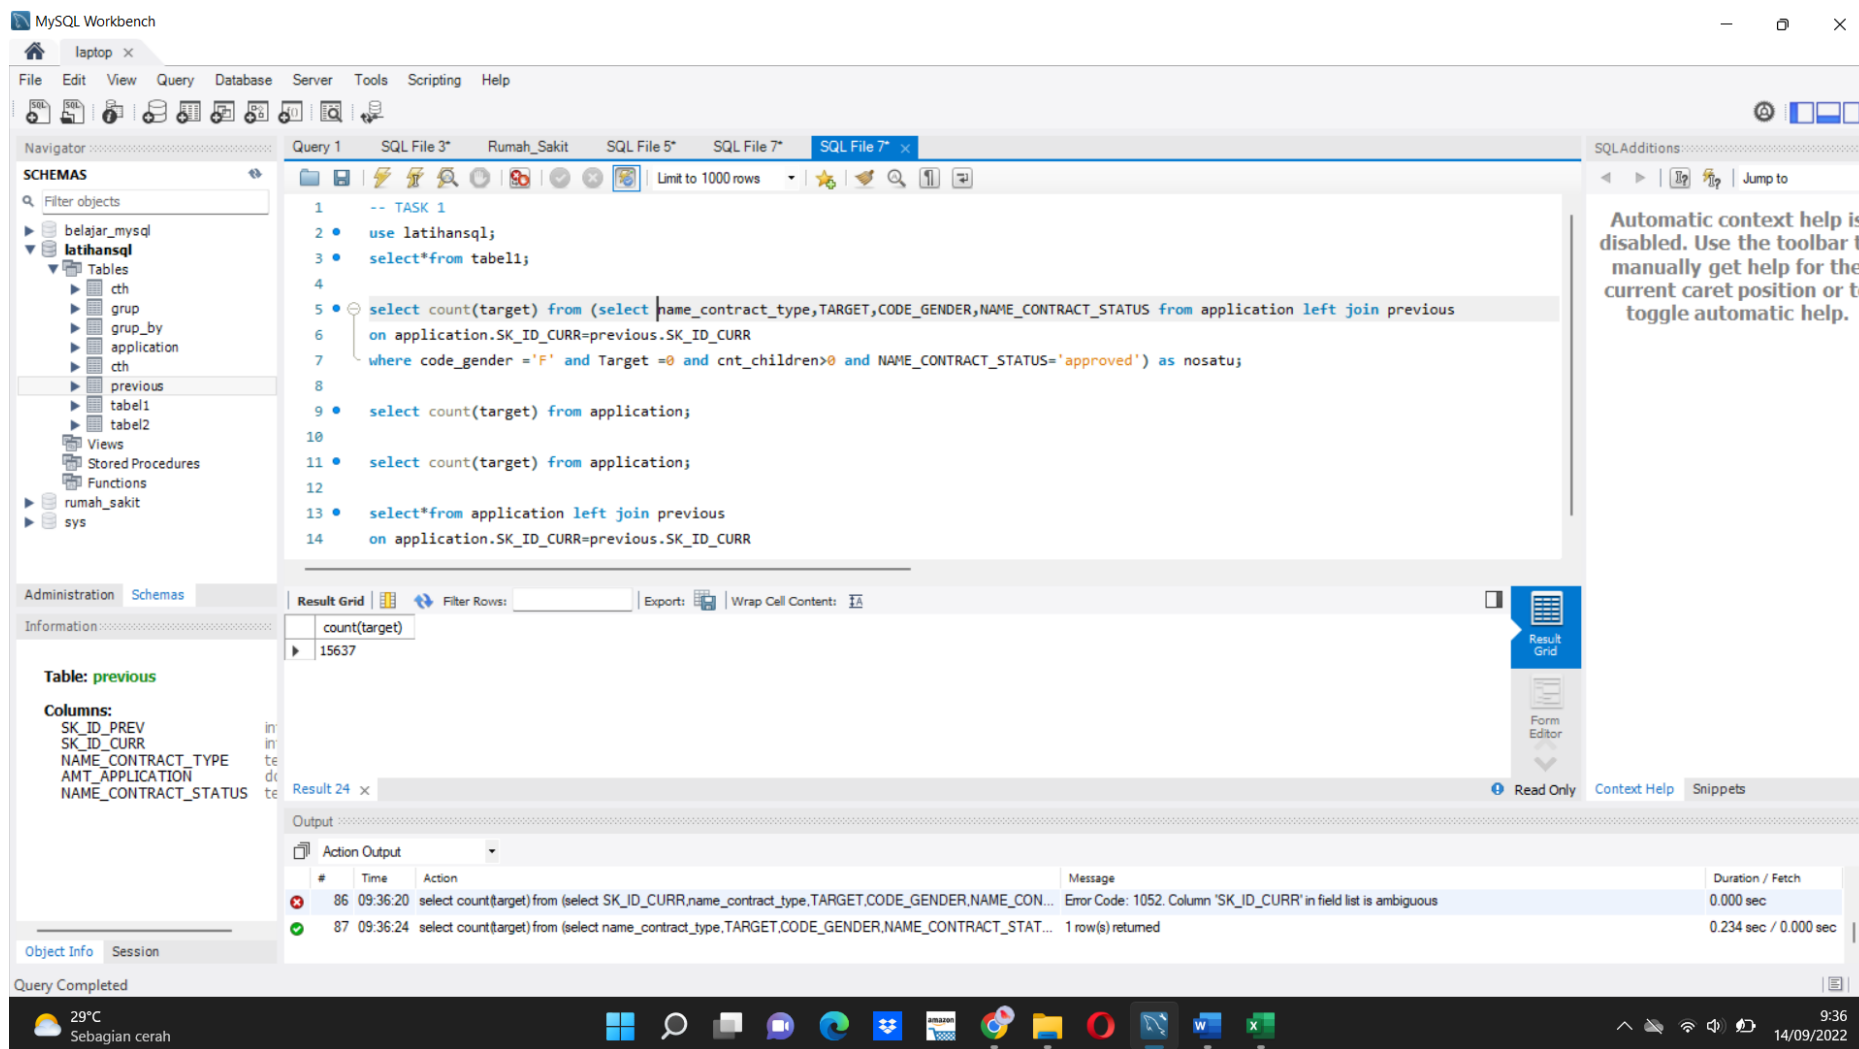 MySQL Workbench
laptop
File Edit View Query Database Server Tools Scripting Help
Navigator
SCHEMAS
Filter objects
belajar_mysql
latihansql
Tables
cth
grup
grup_by
application
cth
previous
tabel1
tabel2
Views
Stored Procedures
Functions
rumah_sakit
sys
Administration Schemas
Information
Table: previous
Columns:
SK_ID_PREV in
SK_ID_CURR in
NAME_CONTRACT_TYPE te
AMT_APPLICATION do
NAME_CONTRACT_STATUS te
Object Info Session
Query Completed
Query 1 SQL File 3* Rumah_Sakit SQL File 5* SQL File 7* SQL File 7*
Limit to 1000 rows
1 -- TASK 1
2 use latihansql;
3 select*from tabel1;
4
5 select count(target) from (select name_contract_type,TARGET,CODE_GENDER,NAME_CONTRACT_STATUS from application left join previous
6 on application.SK_ID_CURR=previous.SK_ID_CURR
7 where code_gender ='F' and Target =0 and cnt_children>0 and NAME_CONTRACT_STATUS='approved') as nosatu;
8
9 select count(target) from application;
10
11 select count(target) from application;
12
13 select*from application left join previous
14 on application.SK_ID_CURR=previous.SK_ID_CURR
Result Grid Filter Rows: Export: Wrap Cell Content:
count(target)
15637
Result
Grid
Form
Editor
Result 24
Read Only
SQLAdditions
Jump to
Automatic context help is
disabled. Use the toolbar t
manually get help for the
current caret position or to
toggle automatic help.
Context Help Snippets
Output
Action Output
# Time Action Message Duration / Fetch
86 09:36:20 select count(target) from (select SK_ID_CURR,name_contract_type,TARGET,CODE_GENDER,NAME_CON... Error Code: 1052. Column 'SK_ID_CURR' in field list is ambiguous 0.000 sec
87 09:36:24 select count(target) from (select name_contract_type,TARGET,CODE_GENDER,NAME_CONTRACT_STAT... 1 row(s) returned 0.234 sec / 0.000 sec
29°C
Sebagian cerah
amazon
9:36
14/09/2022